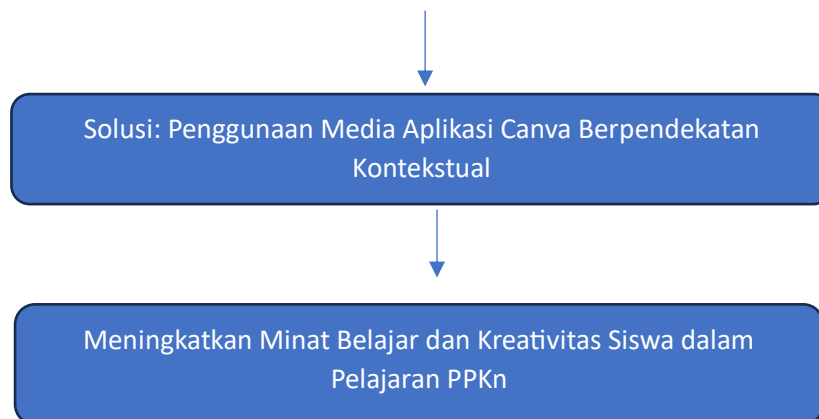 Solusi: Penggunaan Media Aplikasi Canva Berpendekatan
Kontekstual
Meningkatkan Minat Belajar dan Kreativitas Siswa dalam
Pelajaran PPKn